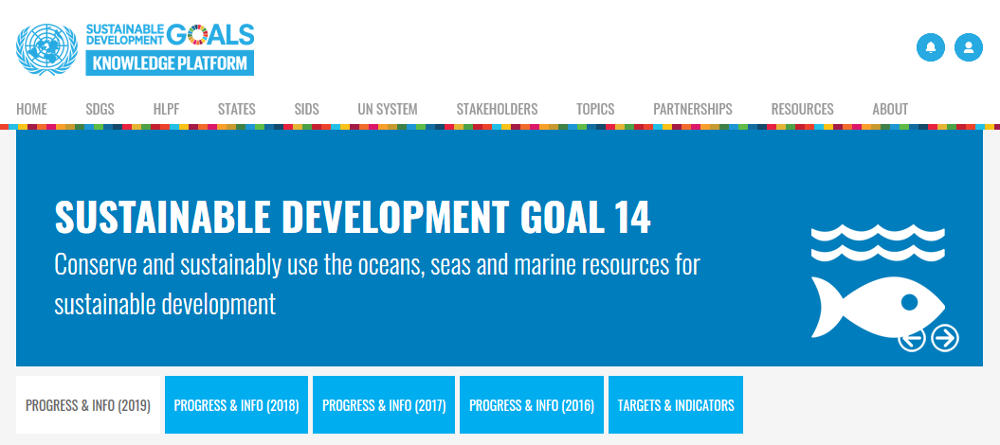 SUSTAINABLE
DEVELOPMENT GOALS
KNOWLEDGE PLATFORM
HOME SDGS HLPF STATES SIDS UN SYSTEM STAKEHOLDERS TOPICS PARTNERSHIPS RESOURCES ABOUT
SUSTAINABLE DEVELOPMENT GOAL 14
Conserve and sustainably use the oceans, seas and marine resources for
sustainable development
PROGRESS & INFO (2019) PROGRESS & INFO (2018) PROGRESS & INFO (2017) PROGRESS & INFO (2016) TARGETS & INDICATORS